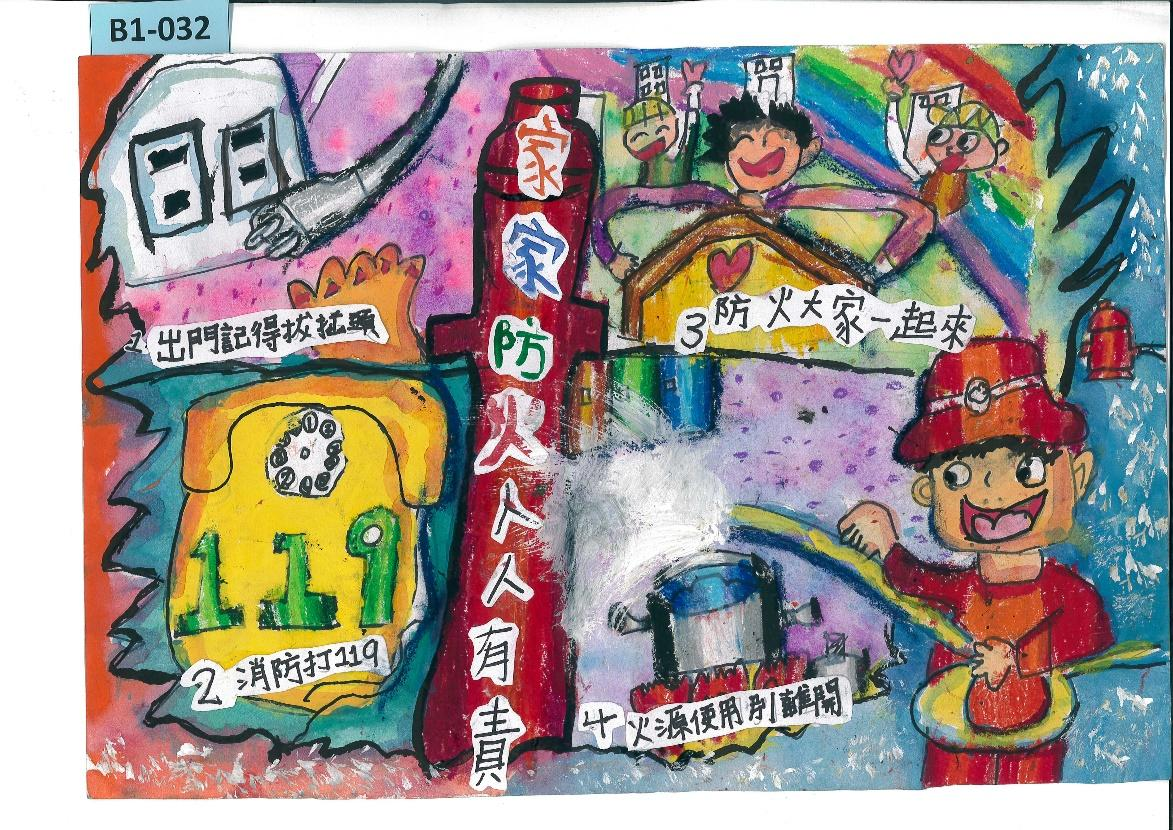 B1-032
家家防火人人有責
1 出門記得拔插頭
2 消防打119
119
3 防火大家一起來
4 火源使用別離開